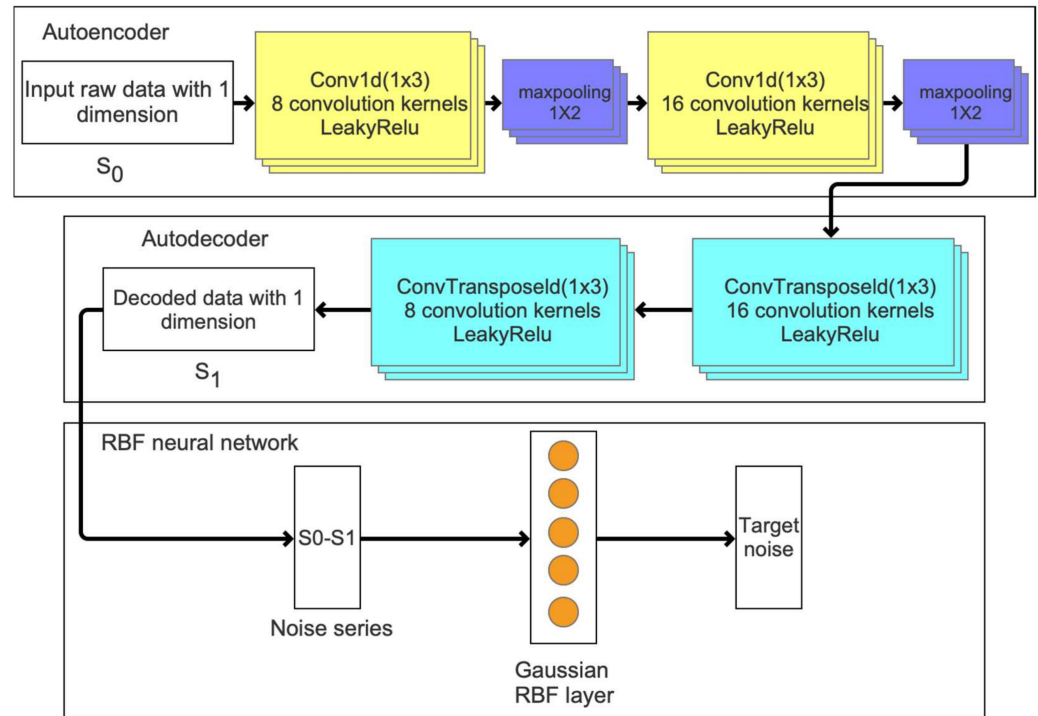 Autoencoder
Input raw data with 1
dimension
S0
Conv1d(1x3)
8 convolution kernels
LeakyRelu
maxpooling
1X2
Conv1d(1x3)
16 convolution kernels
LeakyRelu
maxpooling
1X2
Autodecoder
Decoded data with 1
dimension
S1
ConvTransposeld(1x3)
8 convolution kernels
LeakyRelu
ConvTransposeld(1x3)
16 convolution kernels
LeakyRelu
RBF neural network
S0-S1
Noise series
Gaussian
RBF layer
Target
noise